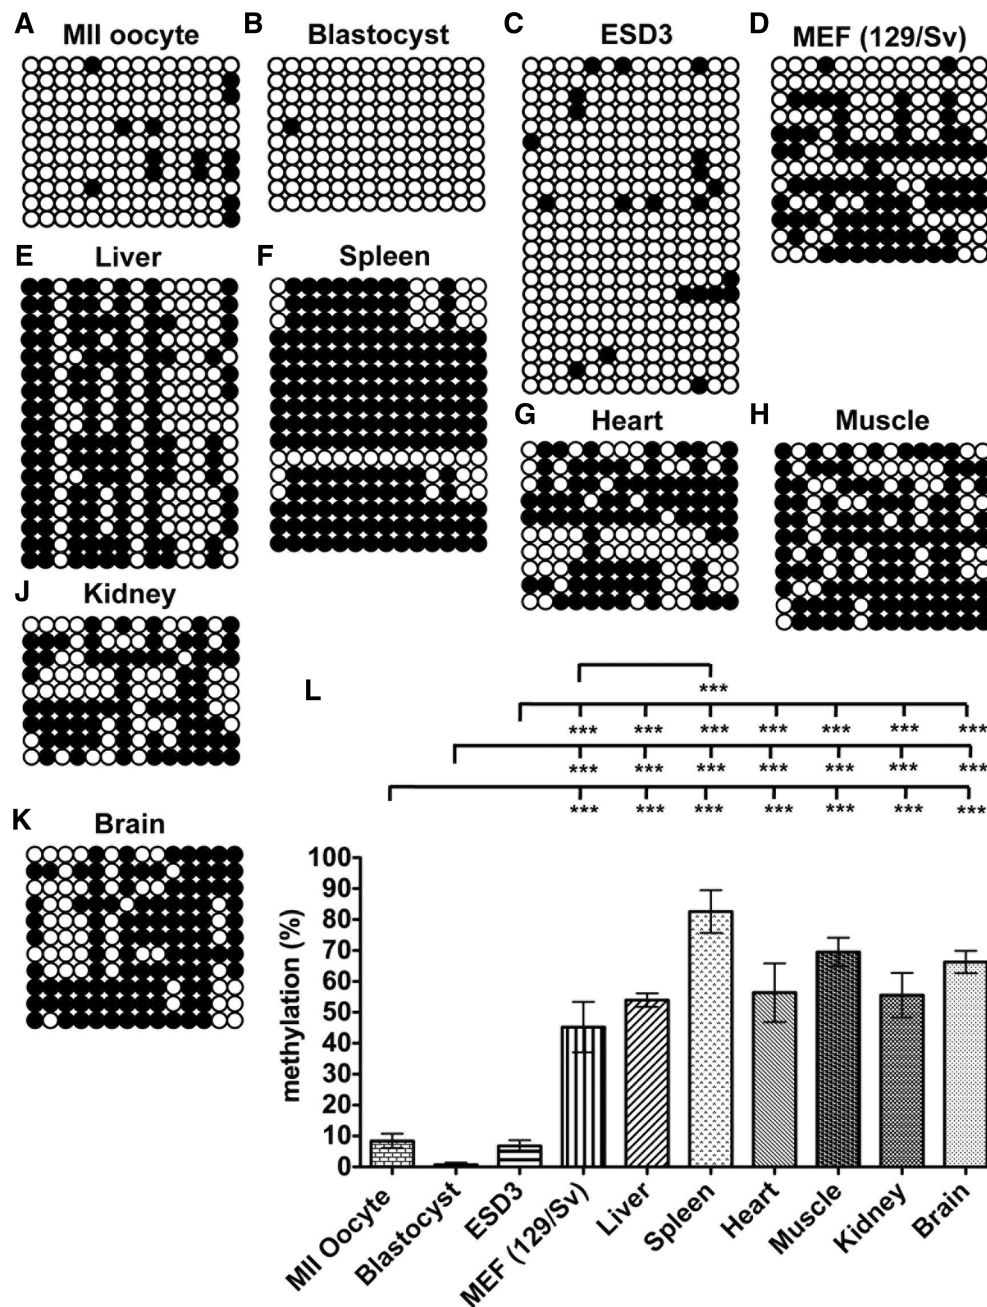 A MII oocyte
B Blastocyst
C ESD3
D MEF (129/Sv)
E Liver
F Spleen
G Heart
H Muscle
J Kidney
K Brain
L
***
*** *** *** *** *** *** ***
*** *** *** *** *** *** ***
*** *** *** *** *** *** ***
methylation (%)
100
90
80
70
60
50
40
30
20
10
0
MII Oocyte
Blastocyst
ESD3
MEF (129/Sv)
Liver
Spleen
Heart
Muscle
Kidney
Brain